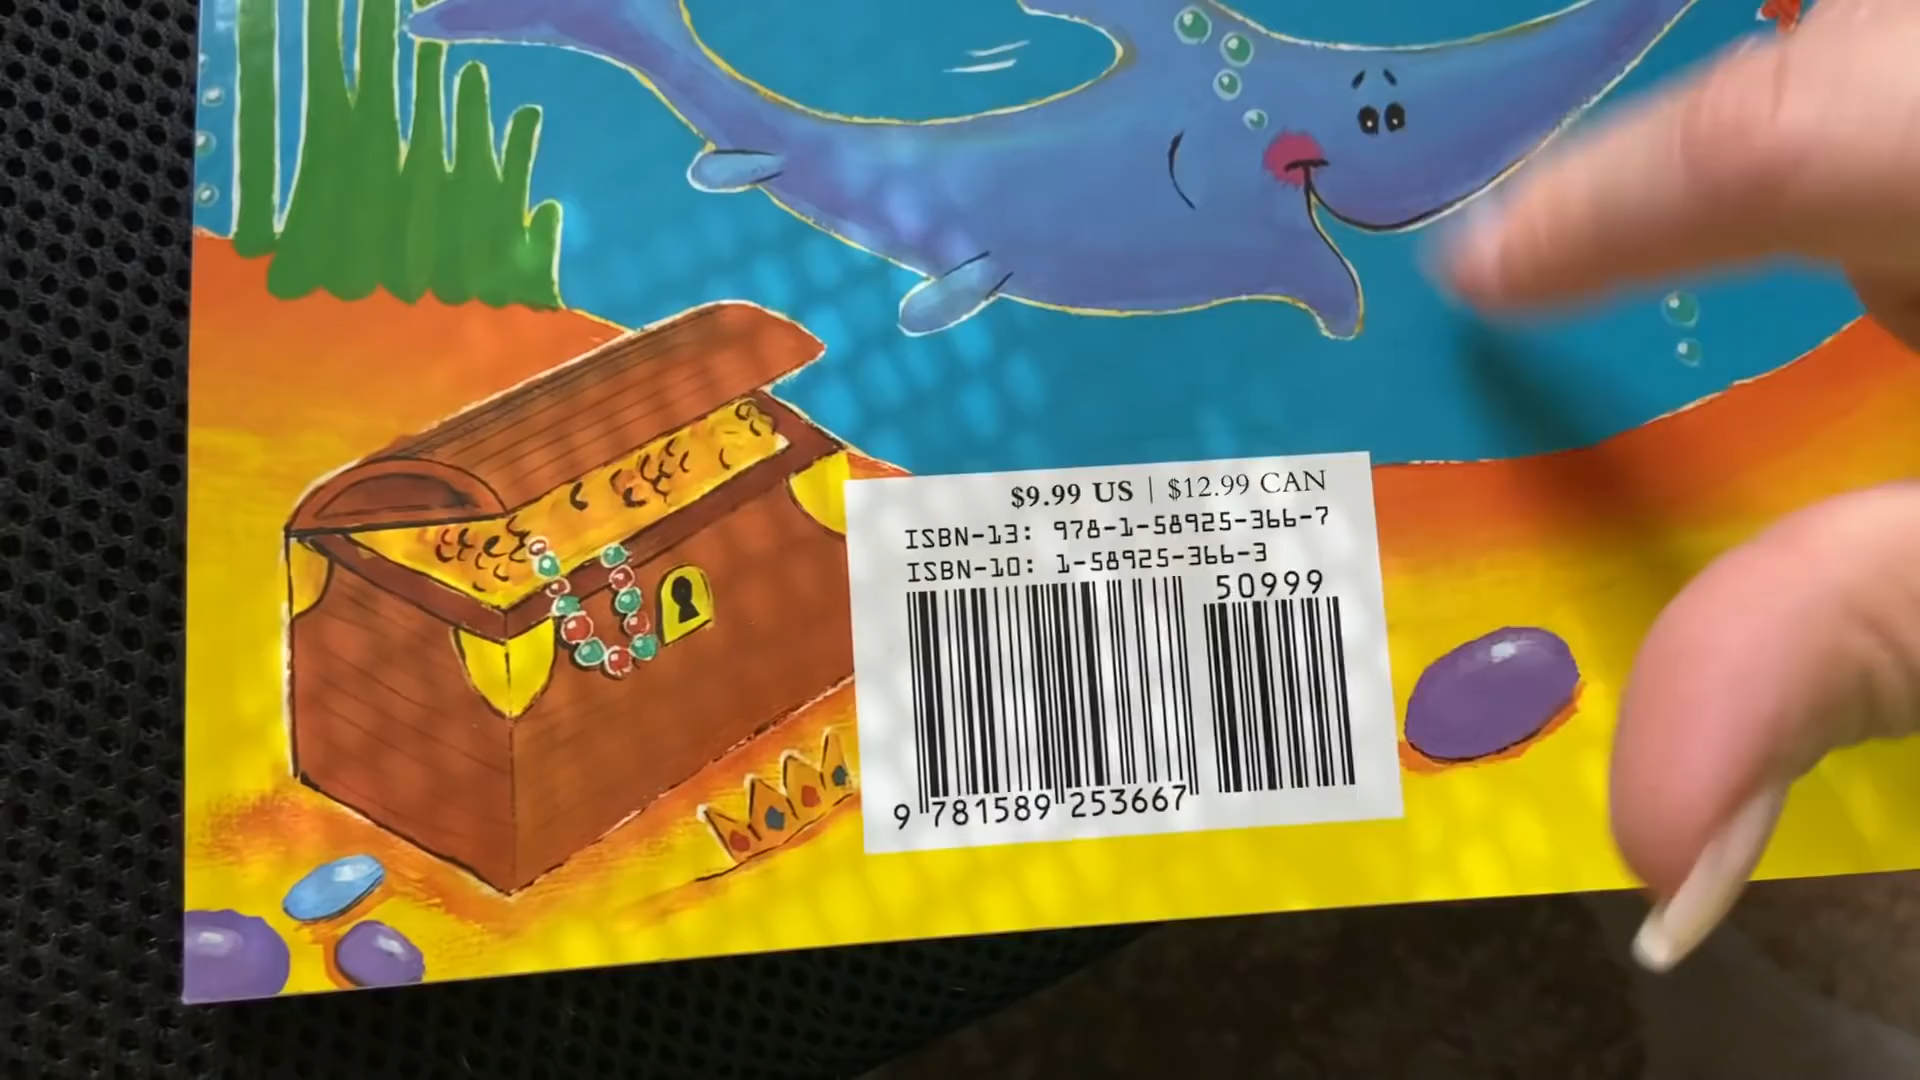 $9.99 US | $12.99 CAN
ISBN-13: 978-1-58925-366-7
ISBN-10: 1-58925-366-3
50999
9 781589 253667